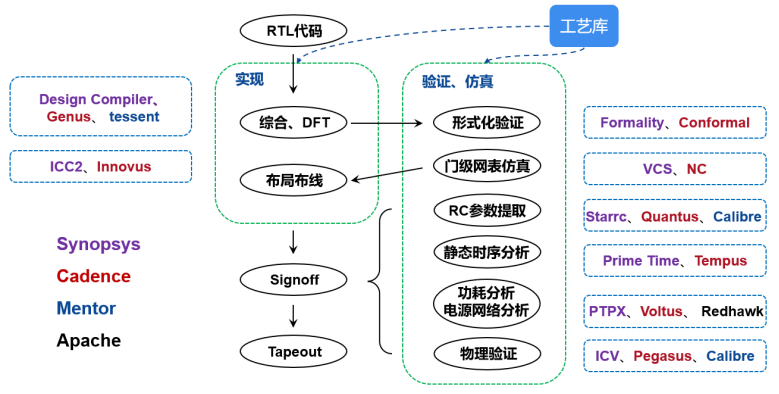 工艺库
RTL代码
实现
验证、仿真
Design Compiler、
Genus、 tessent
综合、DFT
形式化验证
Formality、Conformal
ICC2、Innovus
布局布线
门级网表仿真
VCS、NC
RC参数提取
Starrc、Quantus、Calibre
Synopsys
Cadence
Mentor
Apache
静态时序分析
Prime Time、Tempus
Signoff
功耗分析
电源网络分析
PTPX、Voltus、 Redhawk
Tapeout
物理验证
ICV、Pegasus、Calibre